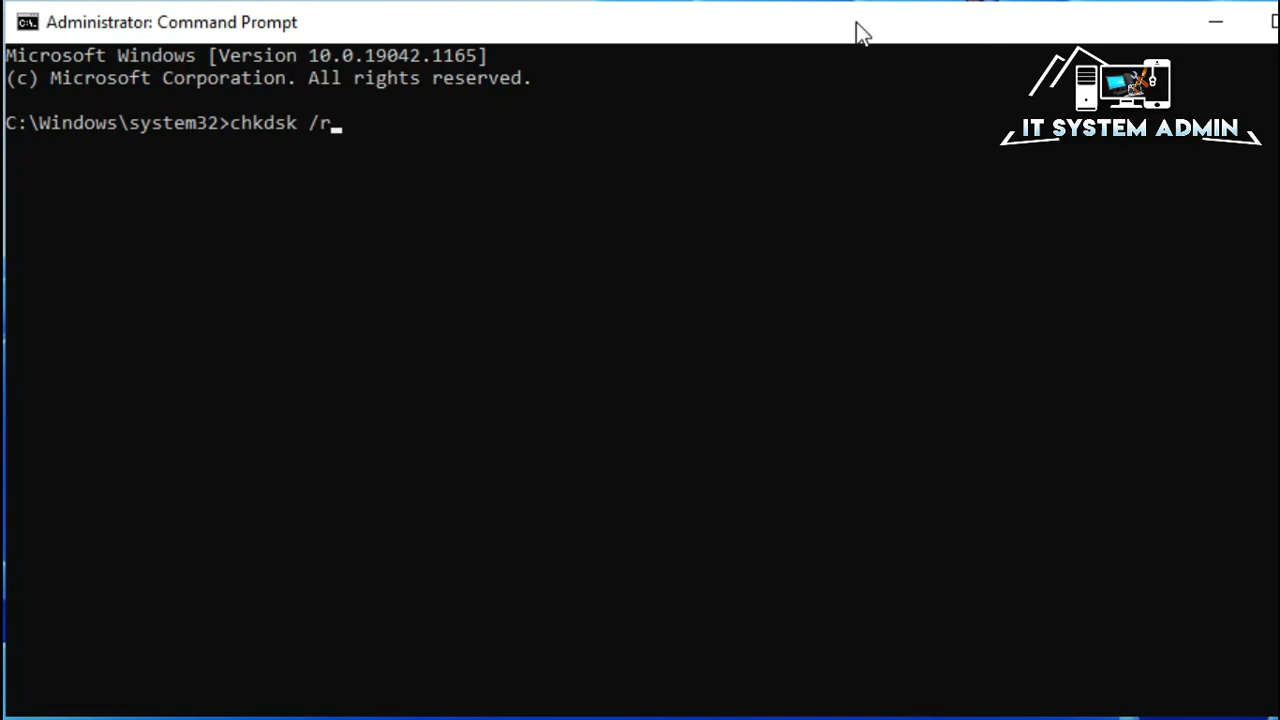 Administrator: Command Prompt
Microsoft Windows [Version 10.0.19042.1165]
(c) Microsoft Corporation. All rights reserved.
C:\Windows\system32>chkdsk /r
IT SYSTEM ADMIN